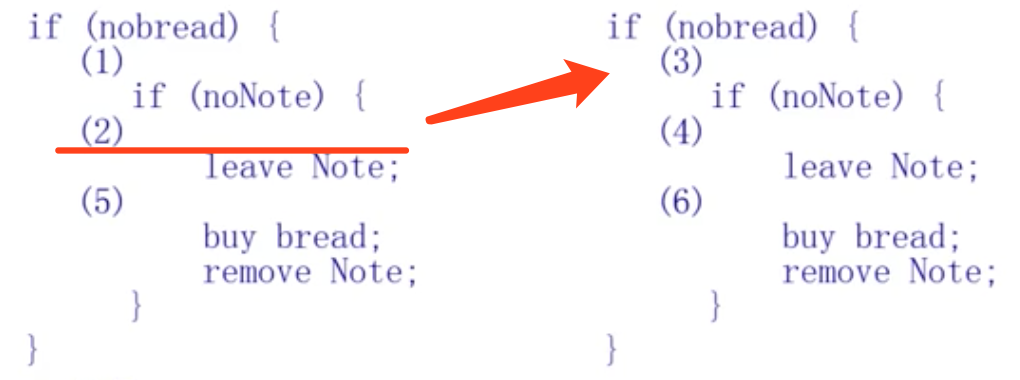 if (nobread) {
(1)
if (noNote) {
(2)
leave Note;
(5)
buy bread;
remove Note;
}
}
if (nobread) {
(3)
if (noNote) {
(4)
leave Note;
(6)
buy bread;
remove Note;
}
}